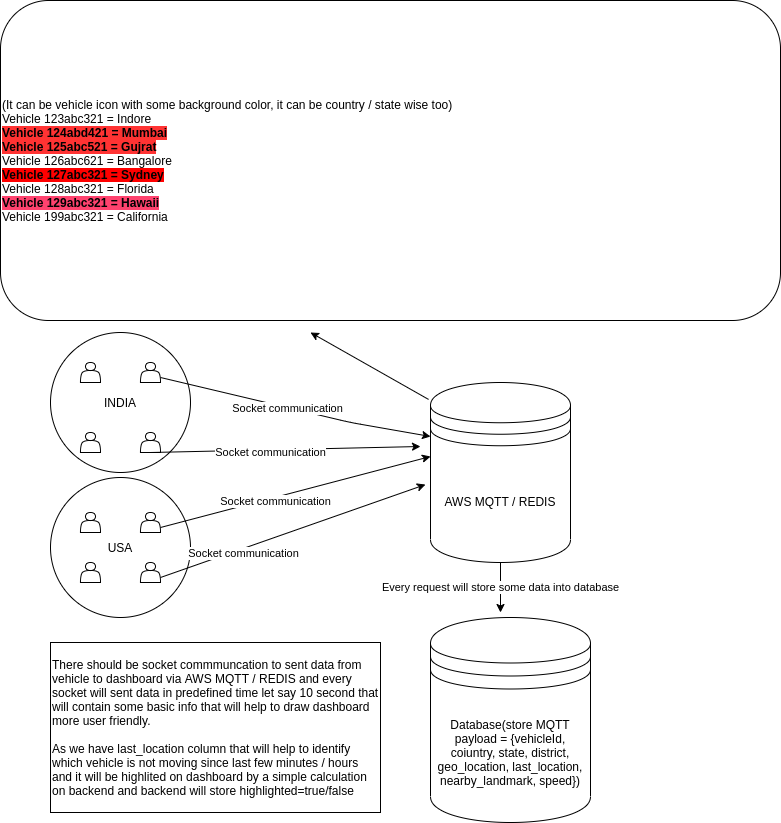 (It can be vehicle icon with some background color, it can be country / state wise too)
Vehicle 123abc321 = Indore
Vehicle 124abd421 = Mumbai
Vehicle 125abc521 = Gujrat
Vehicle 126abc621 = Bangalore
Vehicle 127abc321 = Sydney
Vehicle 128abc321 = Florida
Vehicle 129abc321 = Hawaii
Vehicle 199abc321 = California
INDIA
Socket communication
Socket communication
AWS MQTT / REDIS
Socket communication
USA
Socket communication
Every request will store some data into database
There should be socket commmuncation to sent data from
vehicle to dashboard via AWS MQTT / REDIS and every
socket will sent data in predefined time let say 10 second that
will contain some basic info that will help to draw dashboard
more user friendly.
As we have last_location column that will help to identify
which vehicle is not moving since last few minutes / hours
and it will be highlited on dashboard by a simple calculation
on backend and backend will store highlighted=true/false
Database(store MQTT
payload = {vehicleId,
coiuntry, state, district,
geo_location, last_location,
nearby_landmark, speed})